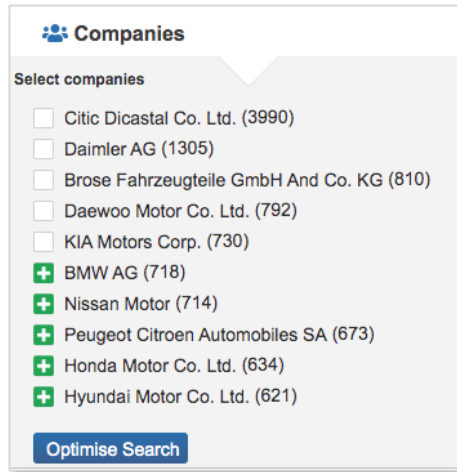 Companies
Select companies
Citic Dicastal Co. Ltd. (3990)
Daimler AG (1305)
Brose Fahrzeugteile GmbH And Co. KG (810)
Daewoo Motor Co. Ltd. (792)
KIA Motors Corp. (730)
BMW AG (718)
Nissan Motor (714)
Peugeot Citroen Automobiles SA (673)
Honda Motor Co. Ltd. (634)
Hyundai Motor Co. Ltd. (621)
Optimise Search